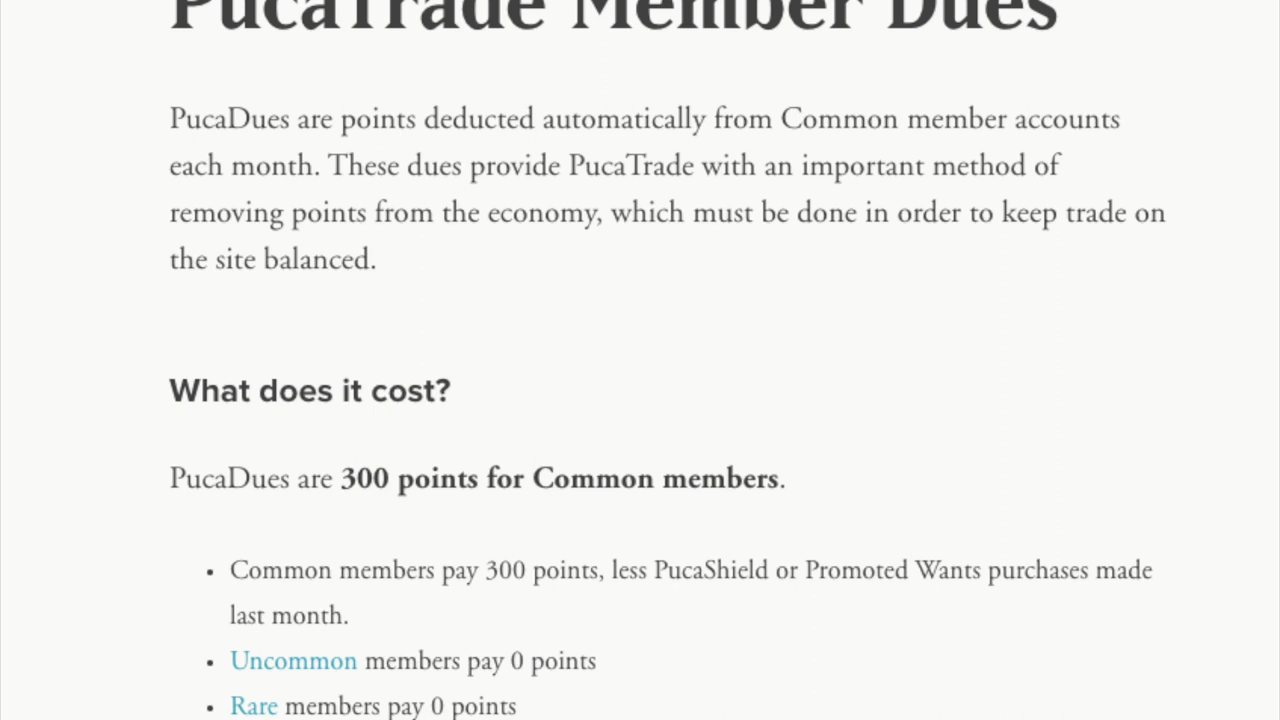 PucaTrade Member Dues
PucaDues are points deducted automatically from Common member accounts
each month. These dues provide PucaTrade with an important method of
removing points from the economy, which must be done in order to keep trade on
the site balanced.
What does it cost?
PucaDues are 300 points for Common members.
• Common members pay 300 points, less PucaShield or Promoted Wants purchases made
last month.
• Uncommon members pay 0 points
• Rare members pay 0 points